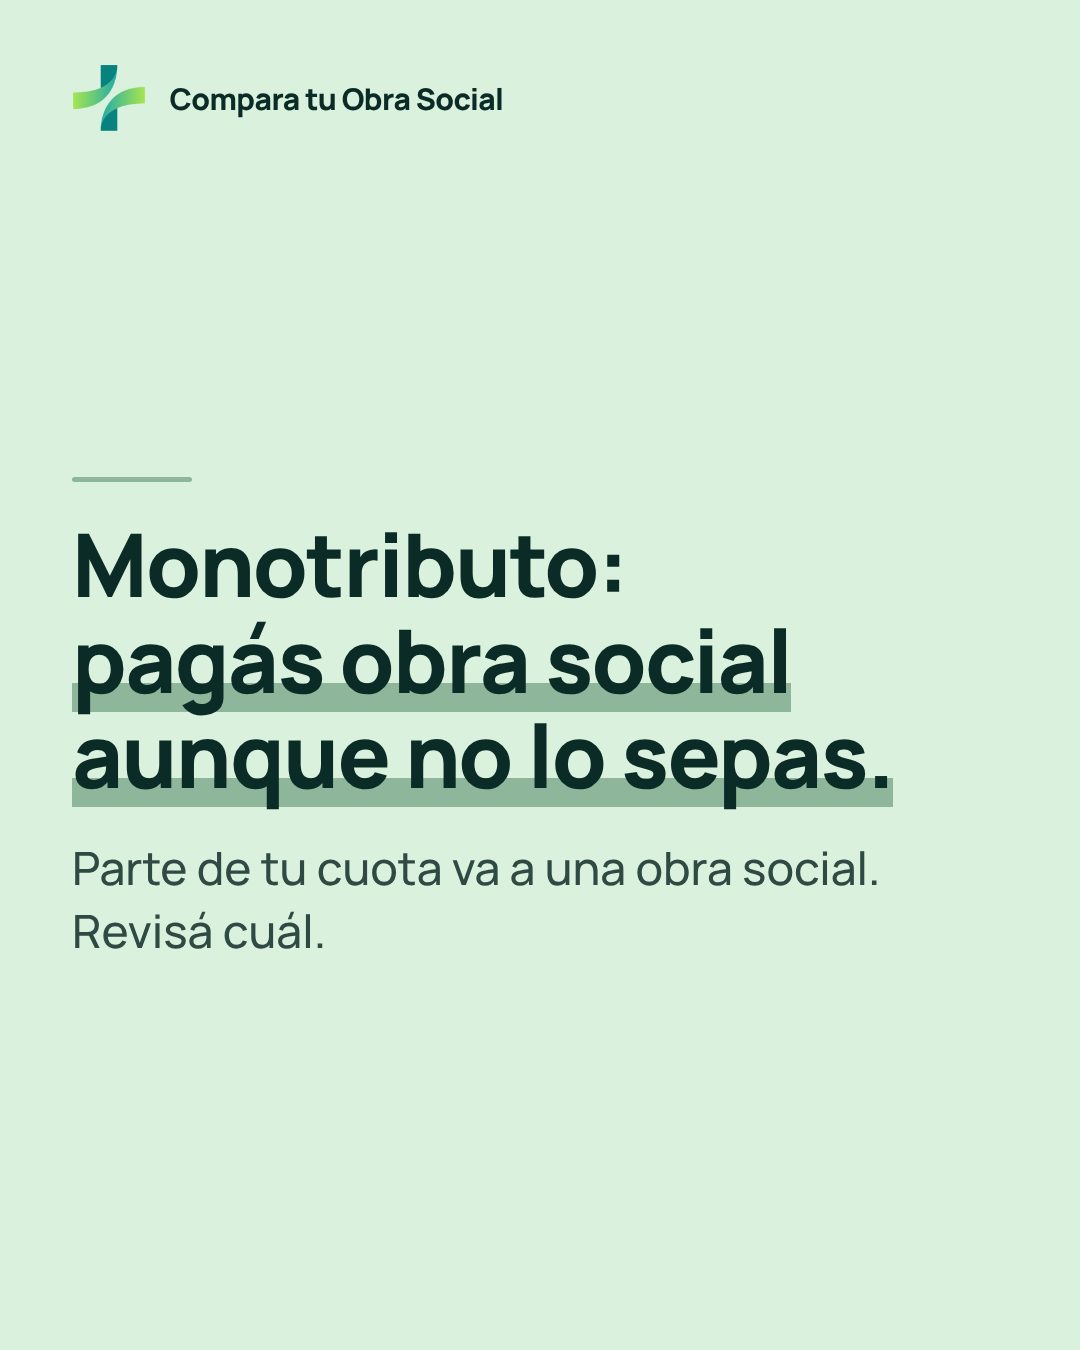 Compara tu Obra Social
Monotributo:
pagás obra social
aunque no lo sepas.
Parte de tu cuota va a una obra social.
Revisá cuál.